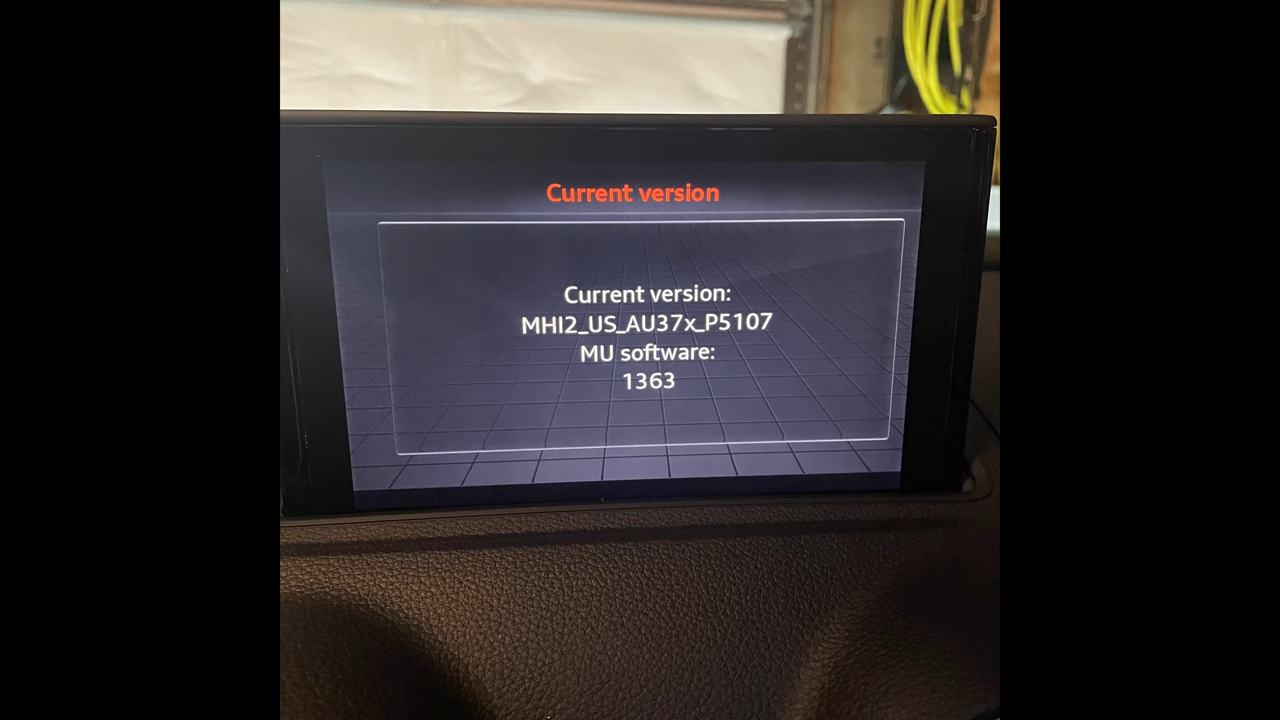 Current version
Current version:
MHI2_US_AU37x_P5107
MU software:
1363